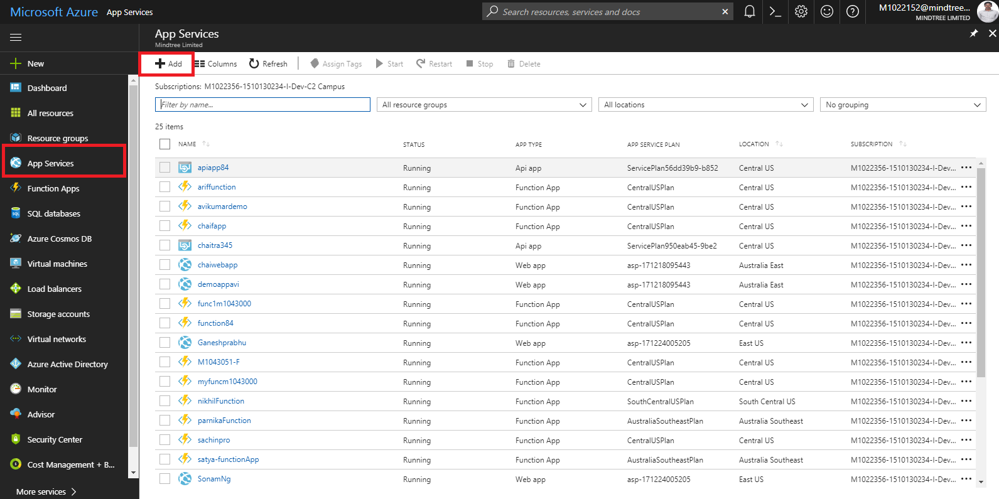 Microsoft Azure App Services
Search resources, services and docs
M1022152@mindtree...
MINDTREE LIMITED
New
Dashboard
All resources
Resource groups
App Services
Function Apps
SQL databases
Azure Cosmos DB
Virtual machines
Load balancers
Storage accounts
Virtual networks
Azure Active Directory
Monitor
Advisor
Security Center
Cost Management + B...
More services
App Services
Mindtree Limited
Add Columns Refresh Assign Tags Start Restart Stop Delete
Subscriptions: M1022356-1510130234-I-Dev-C2 Campus
Filter by name... All resource groups All locations No grouping
25 items
NAME STATUS APP TYPE APP SERVICE PLAN LOCATION SUBSCRIPTION
apiapp84 Running Api app ServicePlan56dd39b9-b852 Central US M1022356-1510130234-I-Dev...
ariffunction Running Function App CentralUSPlan Central US M1022356-1510130234-I-Dev...
avikumardemo Running Function App CentralUSPlan Central US M1022356-1510130234-I-Dev...
chaifapp Running Function App CentralUSPlan Central US M1022356-1510130234-I-Dev...
chaitra345 Running Api app ServicePlan950eab45-9be2 Central US M1022356-1510130234-I-Dev...
chaiwebapp Running Web app asp-171218095443 Australia East M1022356-1510130234-I-Dev...
demoappavi Running Web app asp-171218095443 Australia East M1022356-1510130234-I-Dev...
func1m1043000 Running Function App CentralUSPlan Central US M1022356-1510130234-I-Dev...
function84 Running Function App CentralUSPlan Central US M1022356-1510130234-I-Dev...
Ganeshprabhu Running Web app asp-171224005205 East US M1022356-1510130234-I-Dev...
M1043051-F Running Function App CentralUSPlan Central US M1022356-1510130234-I-Dev...
myfuncm1043000 Running Function App CentralUSPlan Central US M1022356-1510130234-I-Dev...
nikhilFunction Running Function App SouthCentralUSPlan South Central US M1022356-1510130234-I-Dev...
parnikaFunction Running Function App AustraliaSoutheastPlan Australia Southeast M1022356-1510130234-I-Dev...
sachinpro Running Function App CentralUSPlan Central US M1022356-1510130234-I-Dev...
satya-functionApp Running Function App AustraliaSoutheastPlan Australia Southeast M1022356-1510130234-I-Dev...
SonamNg Running Web app asp-171224005205 East US M1022356-1510130234-I-Dev...